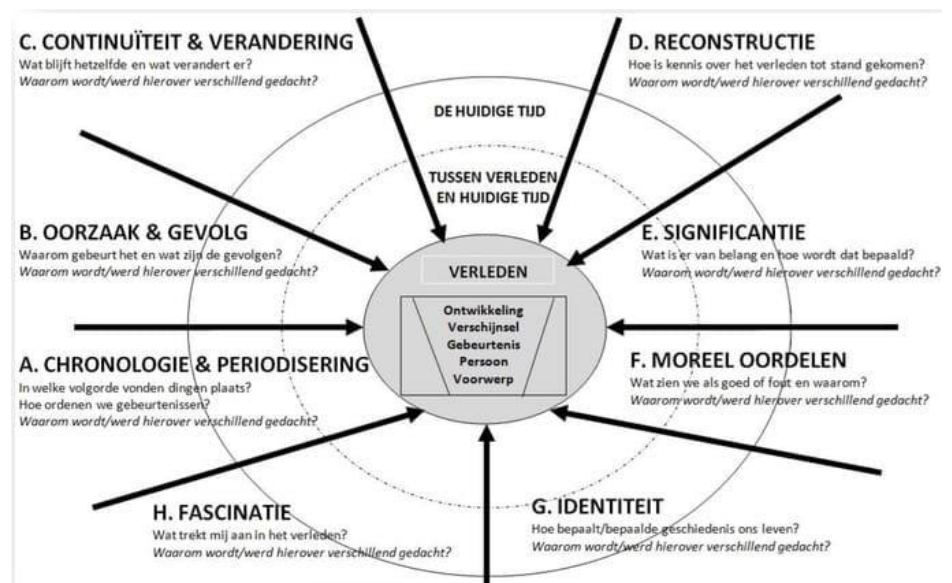 C. CONTINUÏTEIT & VERANDERING
Wat blijft hetzelfde en wat verandert er?
Waarom wordt/werd hierover verschillend gedacht?
D. RECONSTRUCTIE
Hoe is kennis over het verleden tot stand gekomen?
Waarom wordt/werd hierover verschillend gedacht?
DE HUIDIGE TIJD
TUSSEN VERLEDEN
EN HUIDIGE TIJD
B. OORZAAK & GEVOLG
Waarom gebeurt het en wat zijn de gevolgen?
Waarom wordt/werd hierover verschillend gedacht?
E. SIGNIFICANTIE
Wat is er van belang en hoe wordt dat bepaald?
Waarom wordt/werd hierover verschillend gedacht?
VERLEDEN
Ontwikkeling
Verschijnsel
Gebeurtenis
Persoon
Voorwerp
A. CHRONOLOGIE & PERIODISERING
In welke volgorde vonden dingen plaats?
Hoe ordenen we gebeurtenissen?
Waarom wordt/werd hierover verschillend gedacht?
F. MOREEL OORDELEN
Wat zien we als goed of fout en waarom?
Waarom wordt/werd hierover verschillend gedacht?
H. FASCINATIE
Wat trekt mij aan in het verleden?
Waarom wordt/werd hierover verschillend gedacht?
G. IDENTITEIT
Hoe bepaalt/bepaalde geschiedenis ons leven?
Waarom wordt/werd hierover verschillend gedacht?